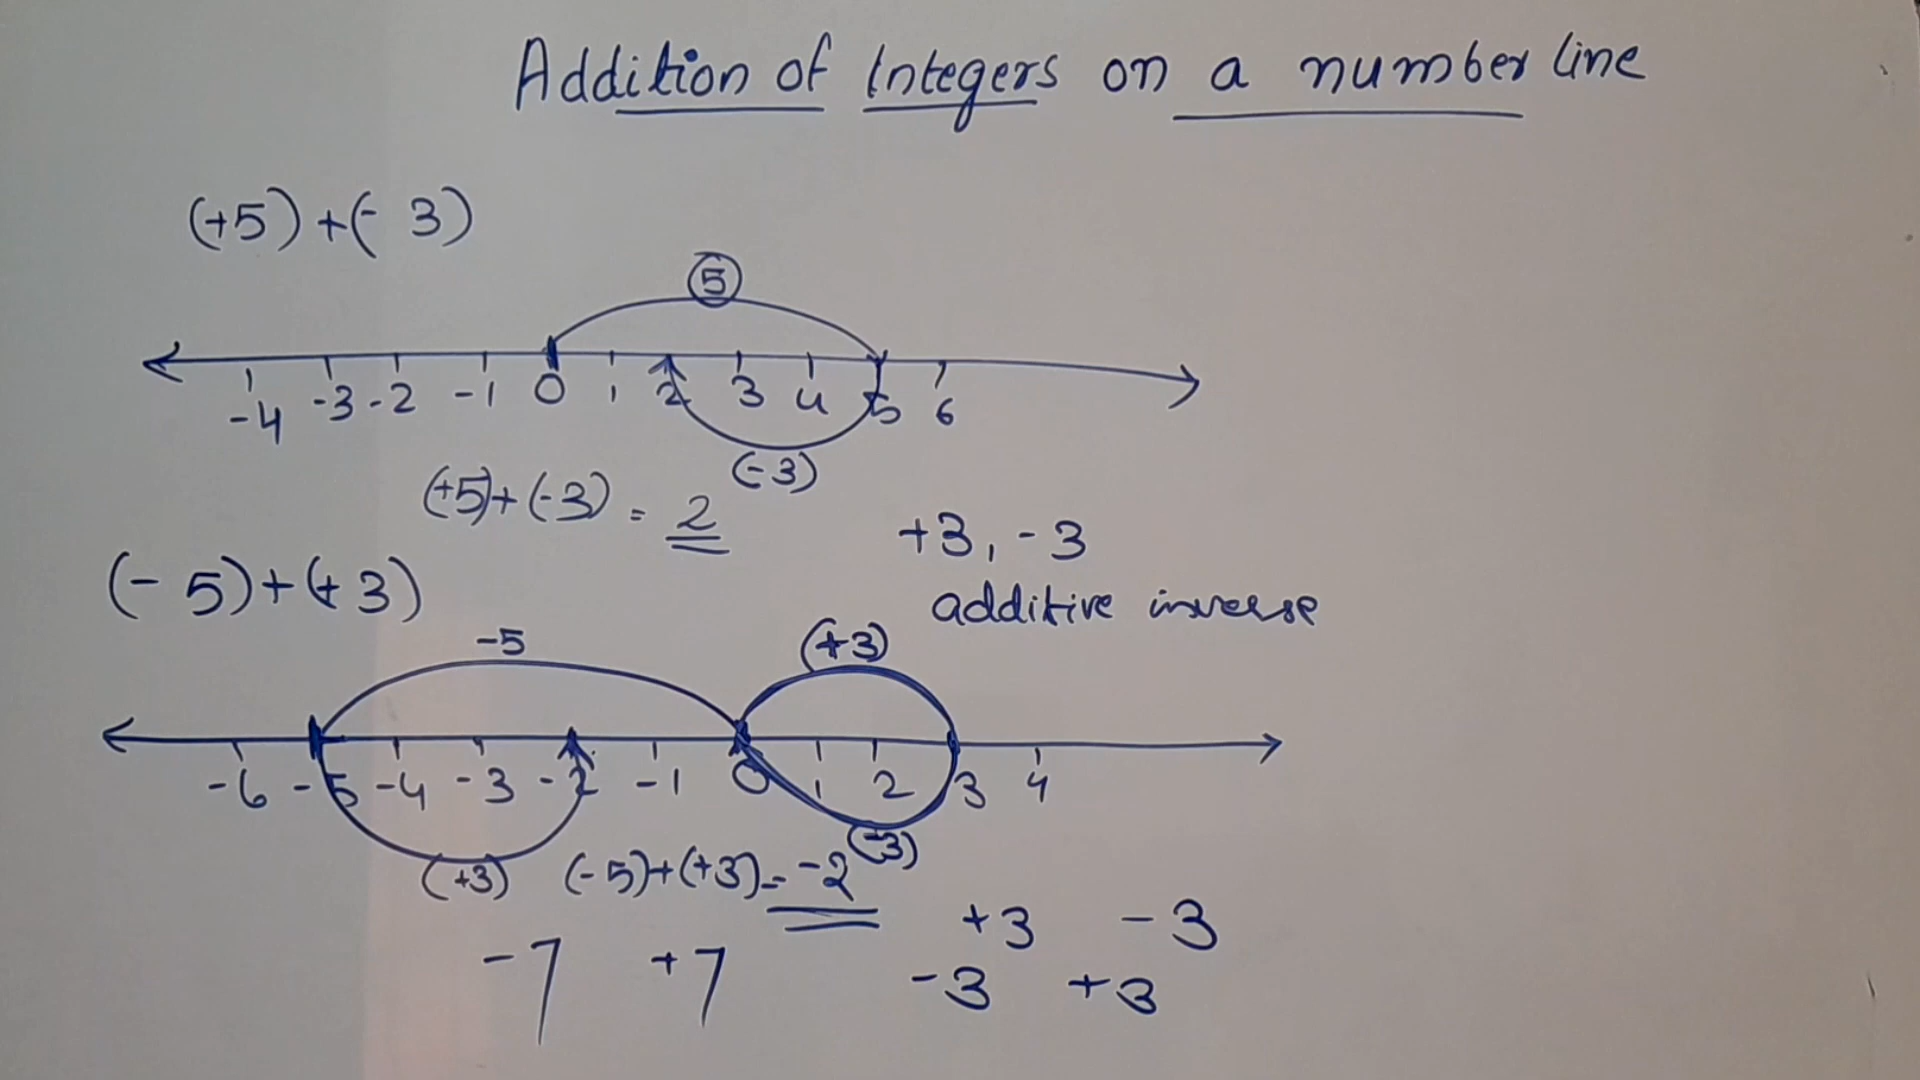 Addition of Integers on a number line
(+5)+(- 3)
5
-4 -3 -2 -1 0 1 2 3 4 5 6
(-3)
(+5)+(-3) = 2
+3, -3
additive inverse
(- 5)+(+3)
-5 (+3)
-6 -5 -4 -3 -2 -1 0 1 2 3 4
(+3) (-5)+(+3)= -2 (-3)
+3 -3
-7 +7 -3 +3